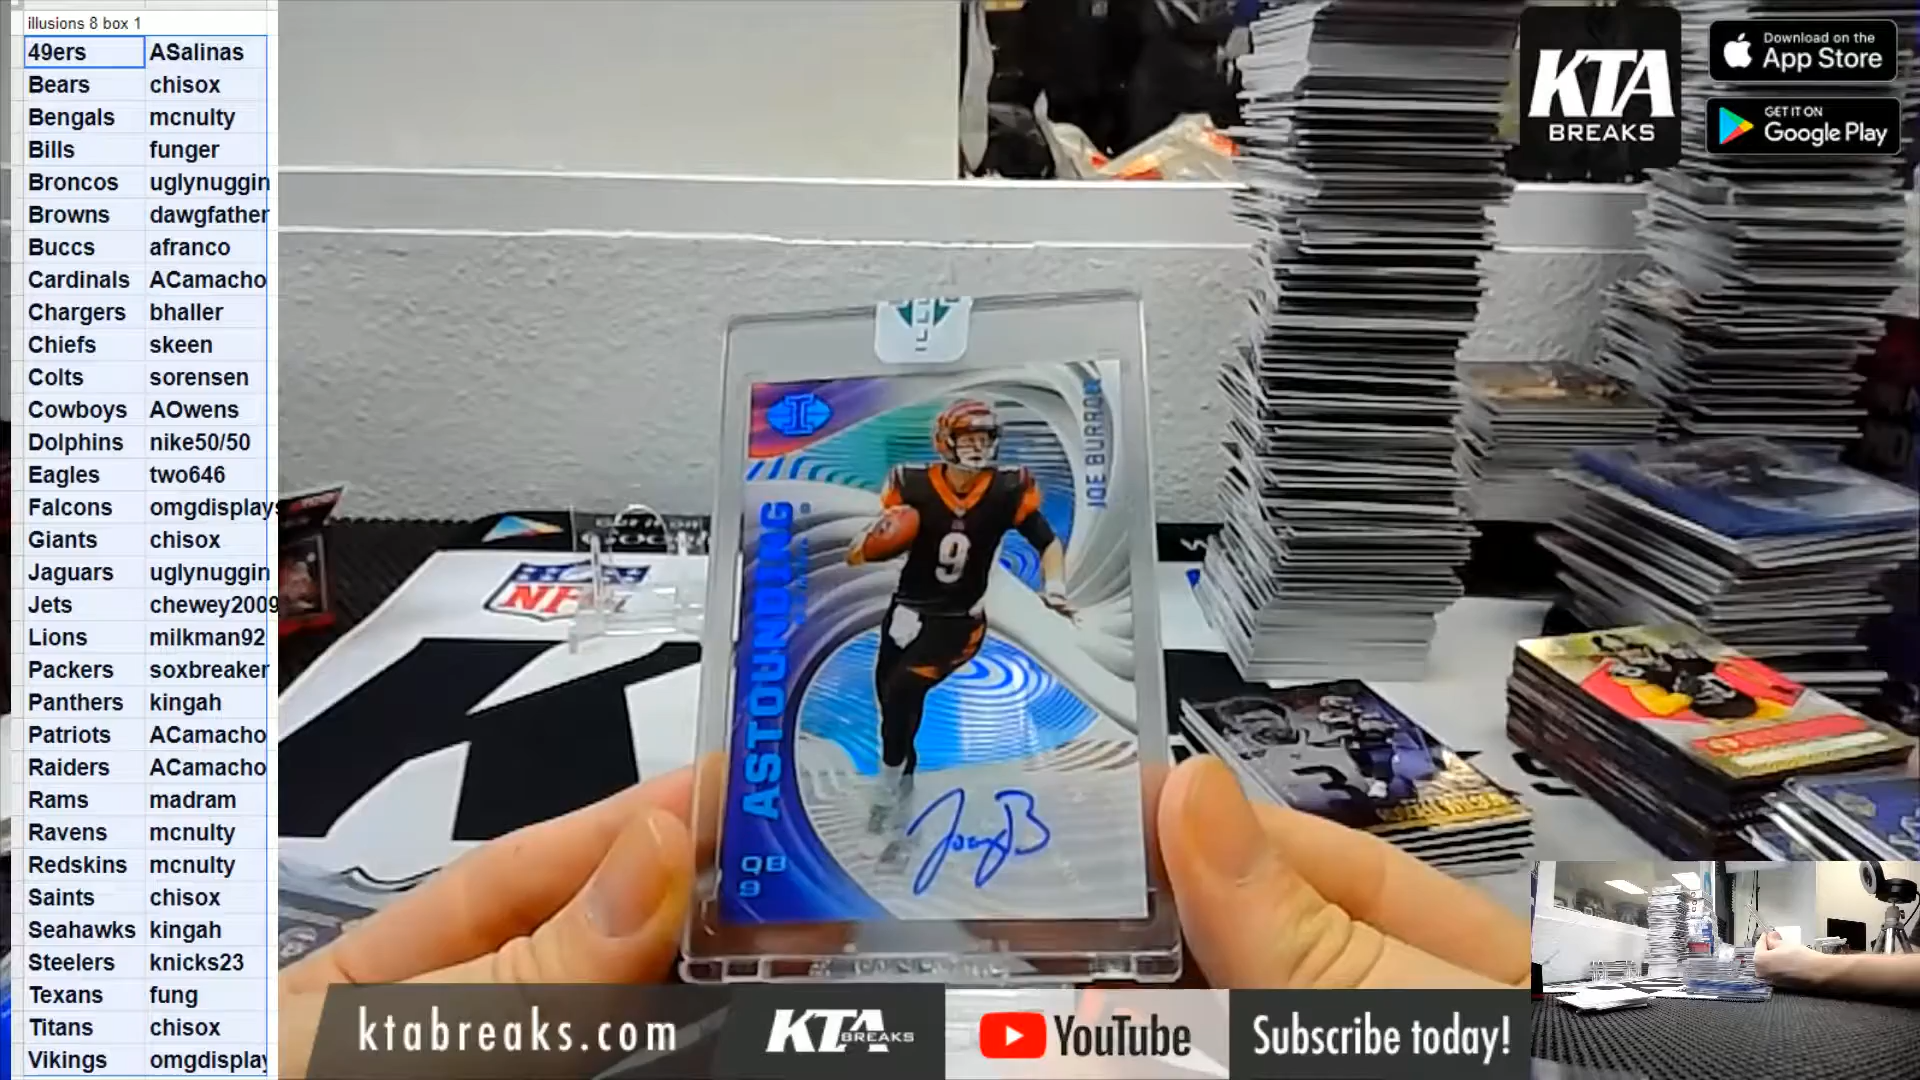 illusions 8 box 1
49ers ASalinas
Bears chisox
Bengals mcnulty
Bills funger
Broncos uglynuggin
Browns dawgfather
Buccs afranco
Cardinals ACamacho
Chargers bhaller
Chiefs skeen
Colts sorensen
Cowboys AOwens
Dolphins nike50/50
Eagles two646
Falcons omgdisplays
Giants chisox
Jaguars uglynuggin
Jets chewey2009
Lions milkman92
Packers soxbreaker
Panthers kingah
Patriots ACamacho
Raiders ACamacho
Rams madram
Ravens mcnulty
Redskins mcnulty
Saints chisox
Seahawks kingah
Steelers knicks23
Texans fung
Titans chisox
Vikings omgdisplay
KTA
BREAKS
Download on the
App Store
GET IT ON
Google Play
I
JOE BURROW
ASTOUNDING
9
QB
9
JoeyB
NFL
ktabreaks.com
KTA BREAKS
YouTube
Subscribe today!